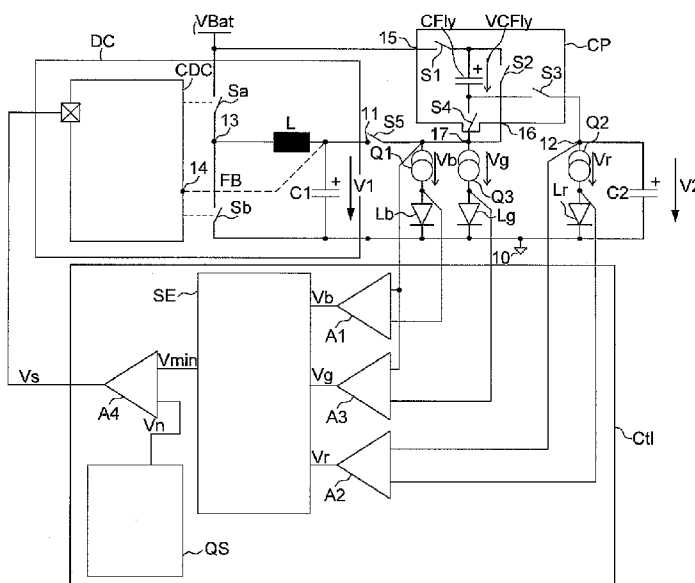 VBat
CFly
VCFly
DC
15
CP
CDC
S1
S2
S3
Sa
S4
13
L
11
S5
17
16
12
Q2
Q1
Vb
Vg
Vr
14
FB
C1
V1
Q3
Lr
C2
V2
Sb
Lb
Lg
10
SE
Vb
A1
Vmin
Vs
Vg
A4
A3
Vn
Ctl
Vr
A2
QS